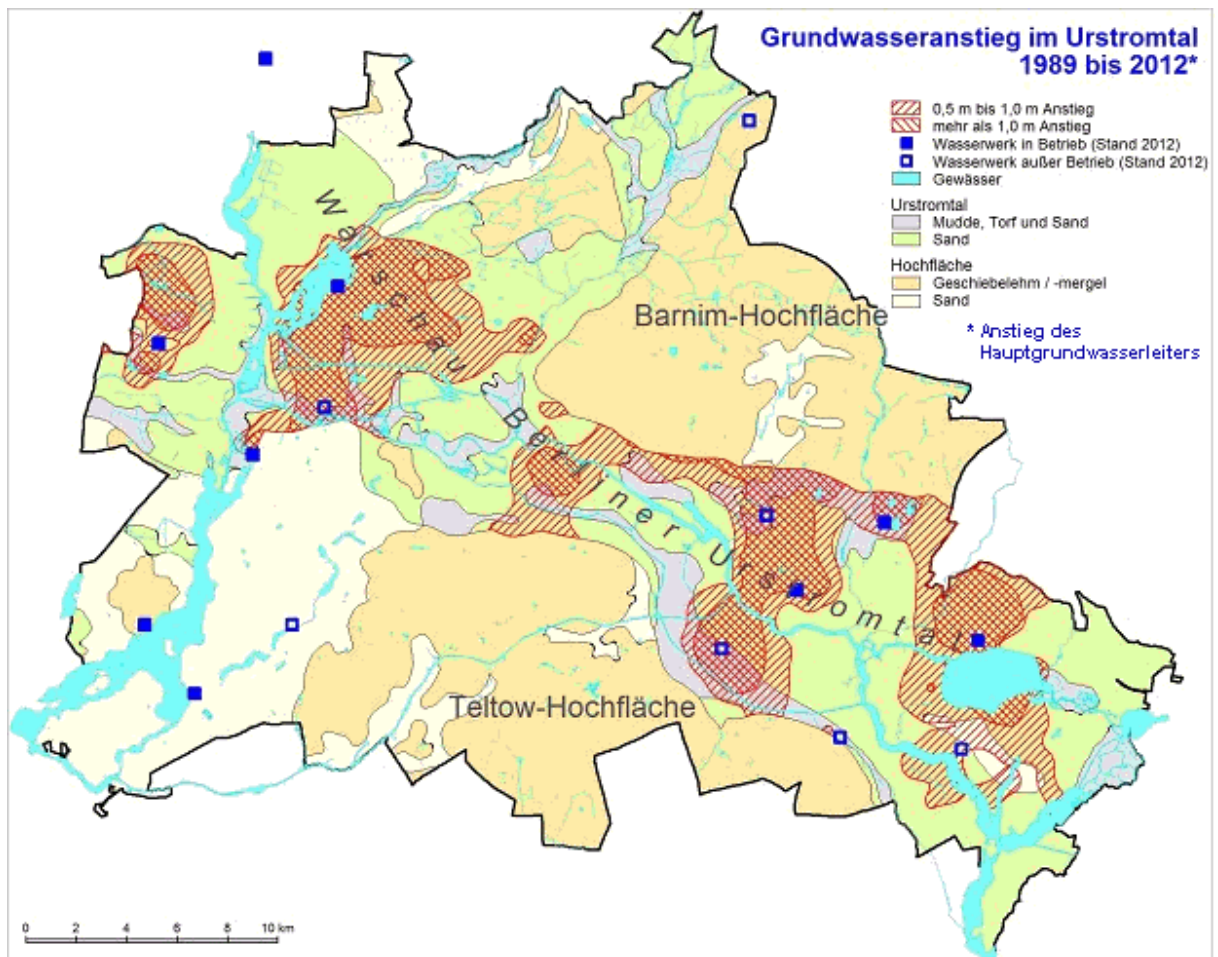 Grundwasseranstieg im Urstromtal
1989 bis 2012*
0,5 m bis 1,0 m Anstieg
mehr als 1,0 m Anstieg
Wasserwerk in Betrieb (Stand 2012)
Wasserwerk außer Betrieb (Stand 2012)
Gewässer
Urstromtal
Mudde, Torf und Sand
Sand
Hochfläche
Geschiebelehm / -mergel
Sand
* Anstieg des
Hauptgrundwasserleiters
Barnim-Hochfläche
Warschau Berliner Urstromtal
Teltow-Hochfläche
0 2 4 6 8 10 km